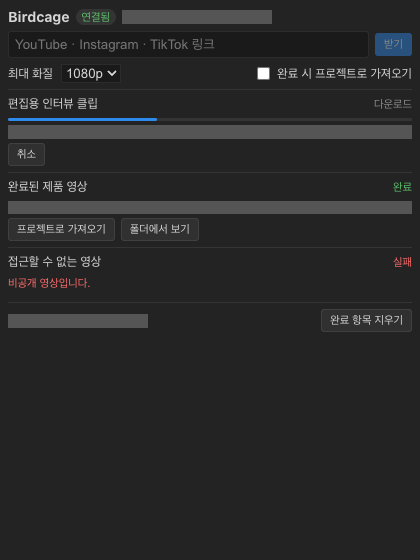 Birdcage 연결됨
YouTube · Instagram · TikTok 링크 받기
최대 화질 1080p 완료 시 프로젝트로 가져오기
편집용 인터뷰 클립 다운로드
취소
완료된 제품 영상 완료
프로젝트로 가져오기 폴더에서 보기
접근할 수 없는 영상 실패
비공개 영상입니다.
완료 항목 지우기